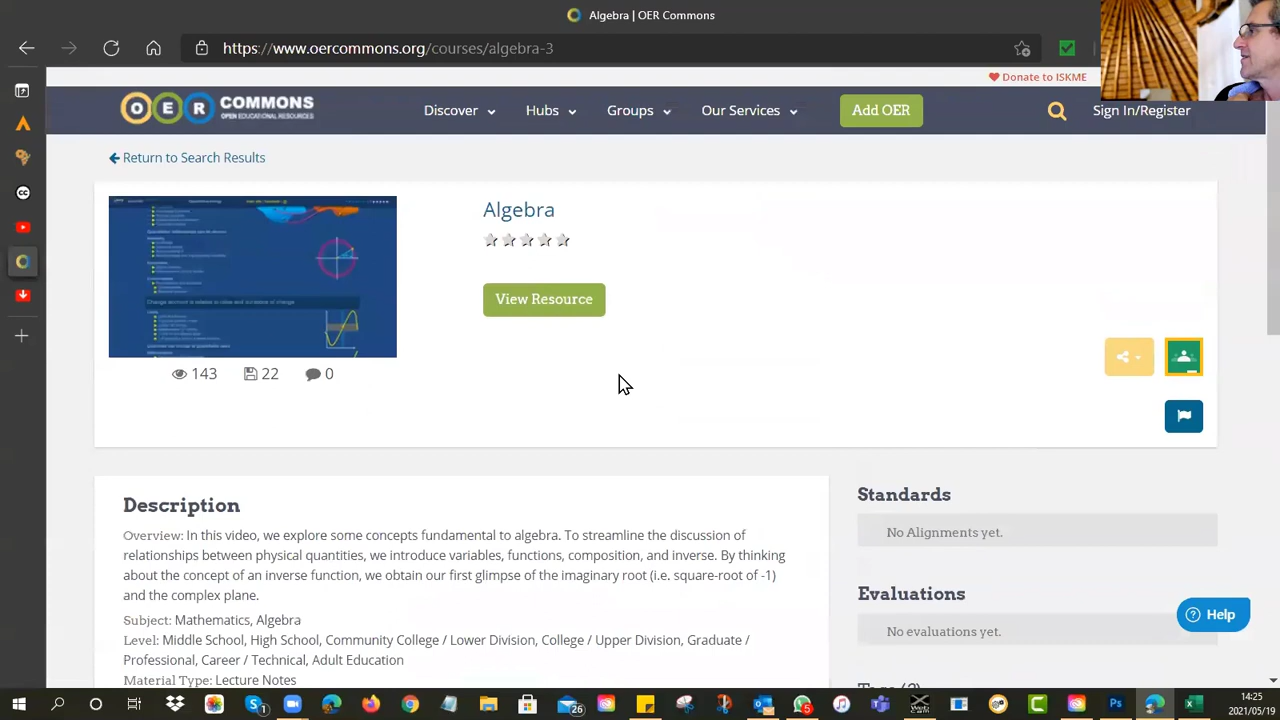 Algebra | OER Commons
https://www.oercommons.org/courses/algebra-3
Donate to ISKME
OER COMMONS
OPEN EDUCATIONAL RESOURCES
Discover
Hubs
Groups
Our Services
Add OER
Sign In/Register
Return to Search Results
Algebra
View Resource
143
22
0
Description
Overview: In this video, we explore some concepts fundamental to algebra. To streamline the discussion of
relationships between physical quantities, we introduce variables, functions, composition, and inverse. By thinking
about the concept of an inverse function, we obtain our first glimpse of the imaginary root (i.e. square-root of -1)
and the complex plane.
Subject: Mathematics, Algebra
Level: Middle School, High School, Community College / Lower Division, College / Upper Division, Graduate /
Professional, Career / Technical, Adult Education
Material Type: Lecture Notes
Standards
No Alignments yet.
Evaluations
No evaluations yet.
Help
26
5
14:25
2021/05/19